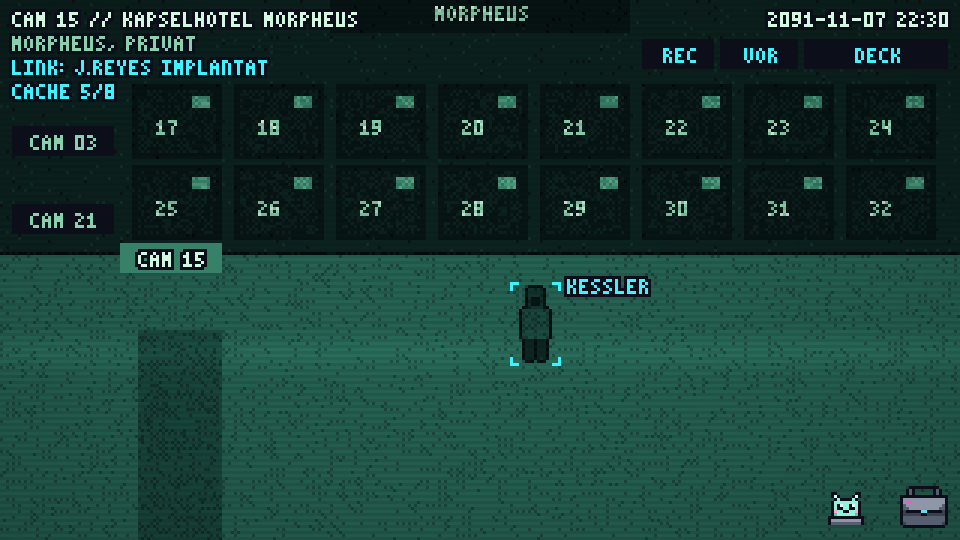 CAM 15 // KAPSELHOTEL MORPHEUS
MORPHEUS
2091-11-07 22:30
MORPHEUS, PRIVAT
LINK: J.REYES IMPLANTAT
CACHE 5/8
REC VOR DECK
17 18 19 20 21 22 23 24
CAM 03
25 26 27 28 29 30 31 32
CAM 21
CAM 15
KESSLER